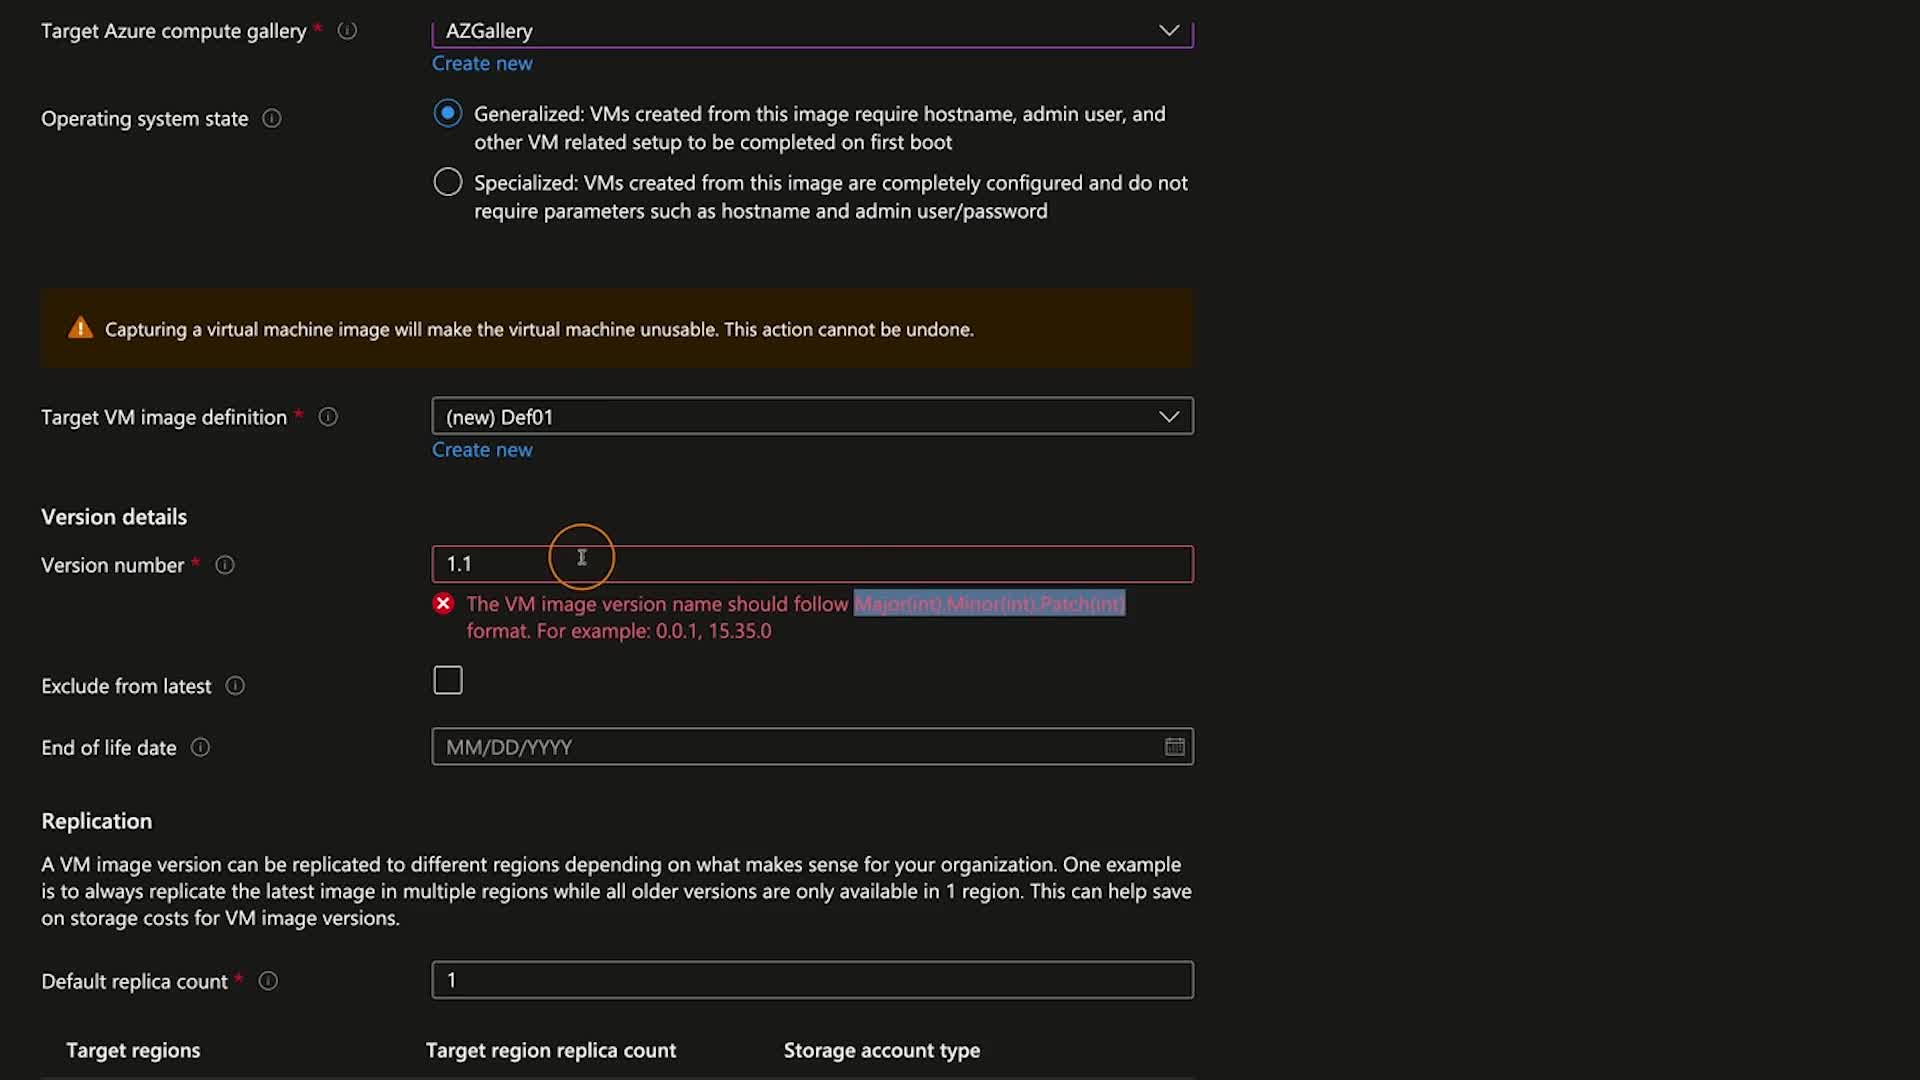 Target Azure compute gallery *
AZGallery
Create new
Operating system state
Generalized: VMs created from this image require hostname, admin user, and
other VM related setup to be completed on first boot
Specialized: VMs created from this image are completely configured and do not
require parameters such as hostname and admin user/password
Capturing a virtual machine image will make the virtual machine unusable. This action cannot be undone.
Target VM image definition *
(new) Def01
Create new
Version details
Version number *
1.1
The VM image version name should follow Major(int).Minor(int).Patch(int)
format. For example: 0.0.1, 15.35.0
Exclude from latest
End of life date
MM/DD/YYYY
Replication
A VM image version can be replicated to different regions depending on what makes sense for your organization. One example
is to always replicate the latest image in multiple regions while all older versions are only available in 1 region. This can help save
on storage costs for VM image versions.
Default replica count *
1
Target regions
Target region replica count
Storage account type